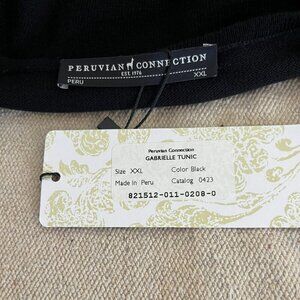 PERUVIAN CONNECTION
EST. 1976
PERU
XXL
Peruvian Connection
GABRIELLE TUNIC
Size XXL Color Black
Made In Peru Catalog 0423
821512-011-0208-0